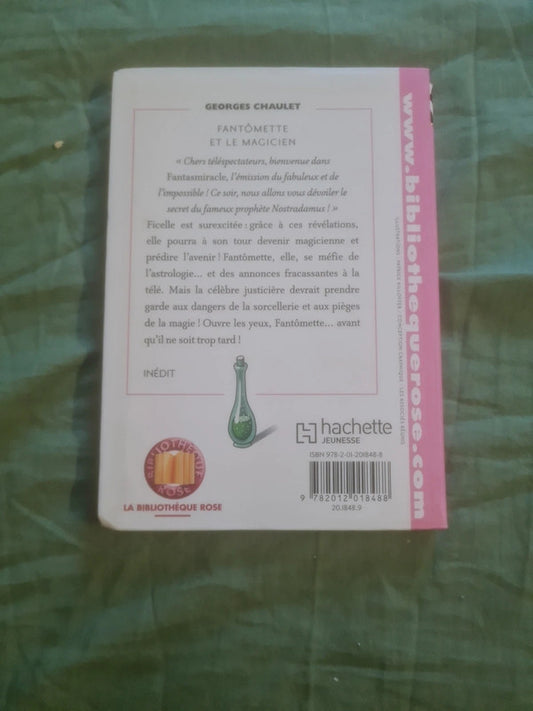 GEORGES CHAULET
FANTÔMETTE
ET LE MAGICIEN
« Chers téléspectateurs, bienvenue dans
Fantasmiracle, l'émission du fabuleux et de
l'impossible ! Ce soir, nous allons vous dévoiler le
secret du fameux prophète Nostradamus ! »
Ficelle est surexcitée : grâce à ces révélations,
elle pourra à son tour devenir magicienne et
prédire l'avenir ! Fantômette, elle, se méfie de
l'astrologie... et des annonces fracassantes à la
télé. Mais la célèbre justicière devrait prendre
garde aux dangers de la sorcellerie et aux pièges
de la magie ! Ouvre les yeux, Fantômette... avant
qu'il ne soit trop tard !
INÉDIT
BIBLIOTHÈQUE
ROSE
LA BIBLIOTHÈQUE ROSE
hachette
JEUNESSE
ISBN 978-2-01-201848-8
9 782012 018488
20.1848.9
www.bibliothequerose.com